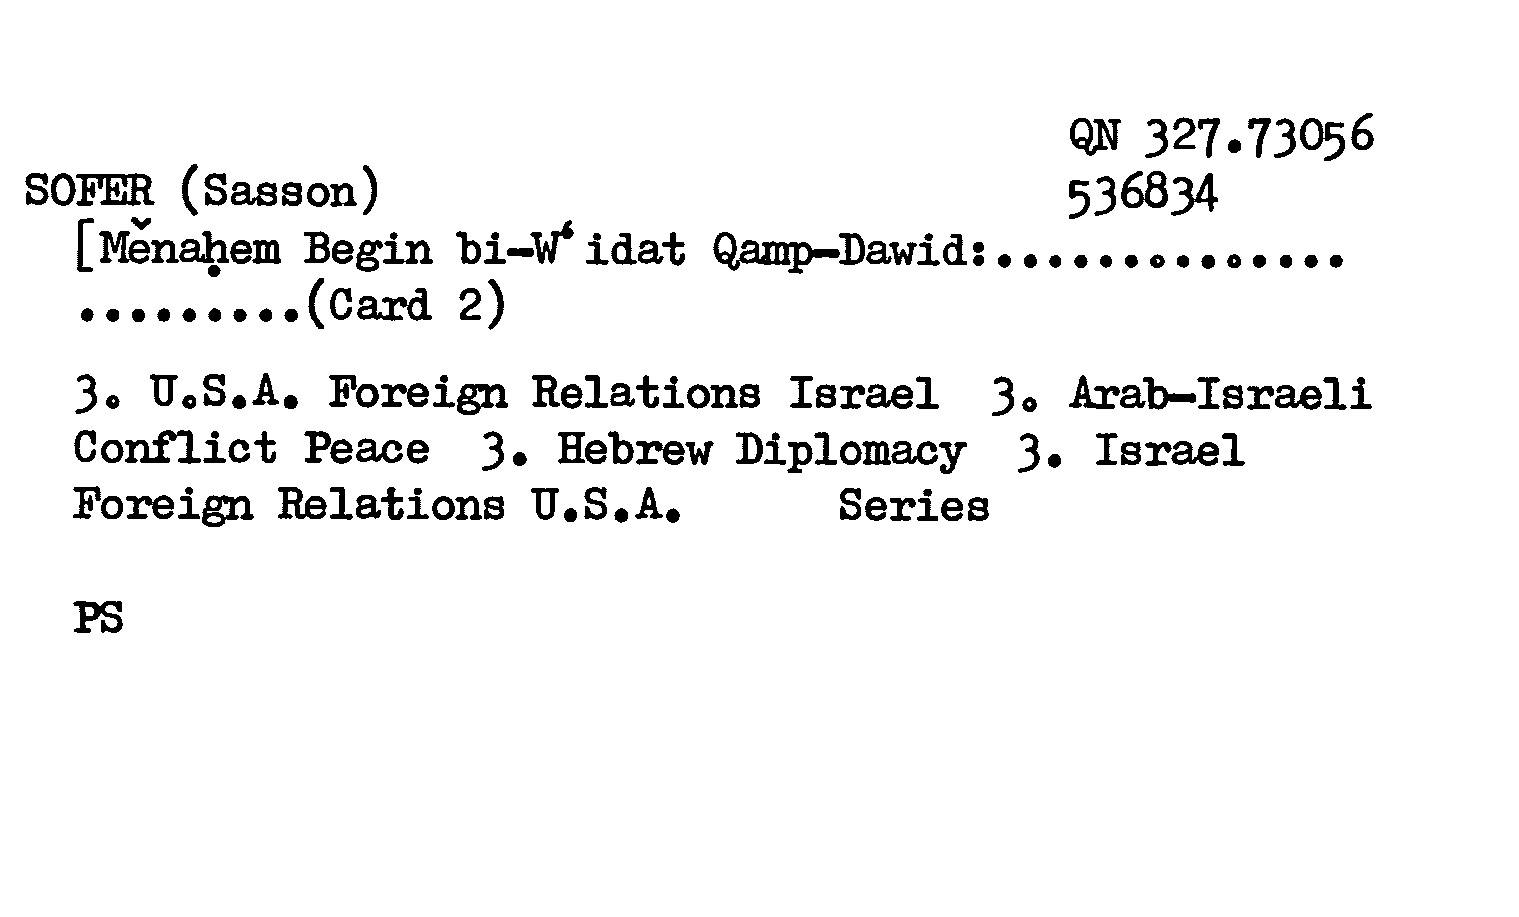 QN 327.73056
SOFER (Sasson)
536834
[Měnaḥem Begin bi-Wʻidat Qamp-Dawid:..............
.........(Card 2)
3. U.S.A. Foreign Relations Israel 3. Arab-Israeli
Conflict Peace 3. Hebrew Diplomacy 3. Israel
Foreign Relations U.S.A. Series
PS